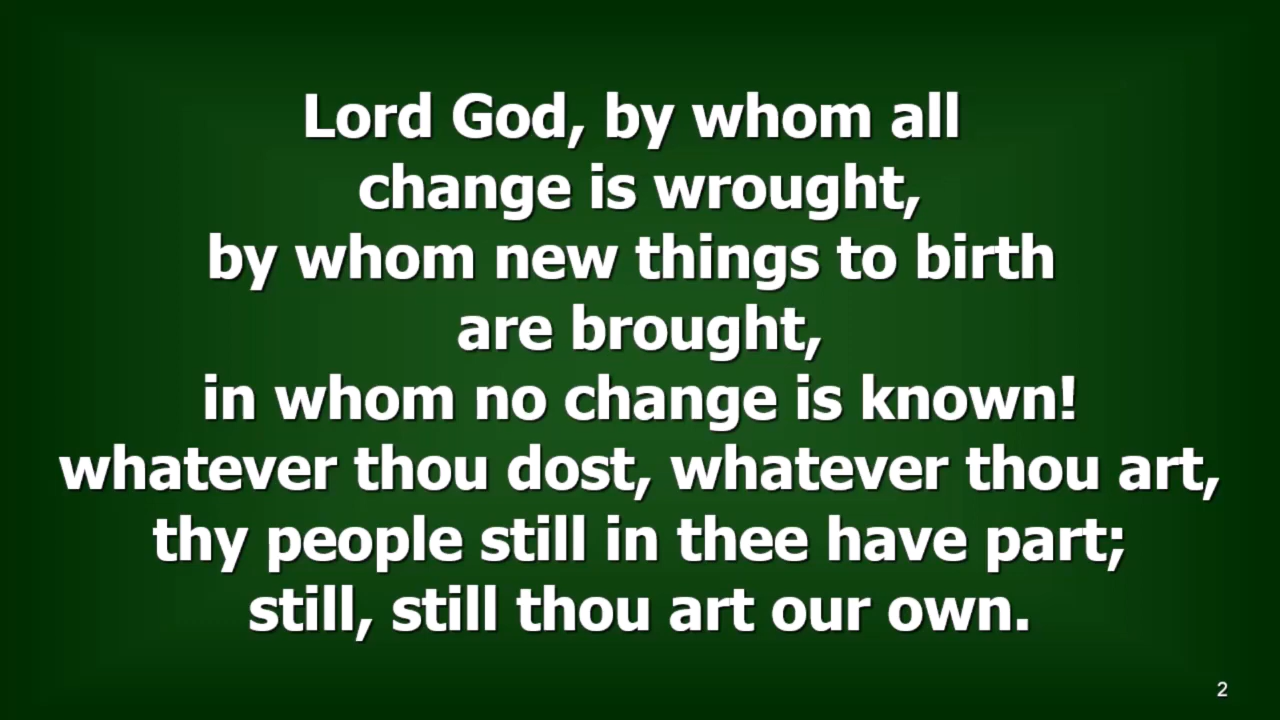 Lord God, by whom all
change is wrought,
by whom new things to birth
are brought,
in whom no change is known!
whatever thou dost, whatever thou art,
thy people still in thee have part;
still, still thou art our own.
2